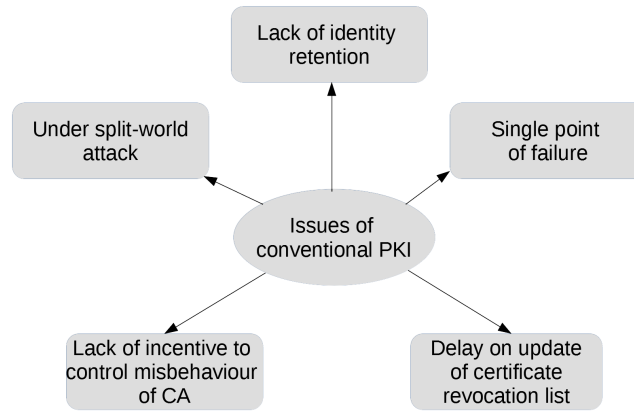 Lack of identity
retention
Under split-world
attack
Single point
of failure
Issues of
conventional PKI
Lack of incentive to
control misbehaviour
of CA
Delay on update
of certificate
revocation list